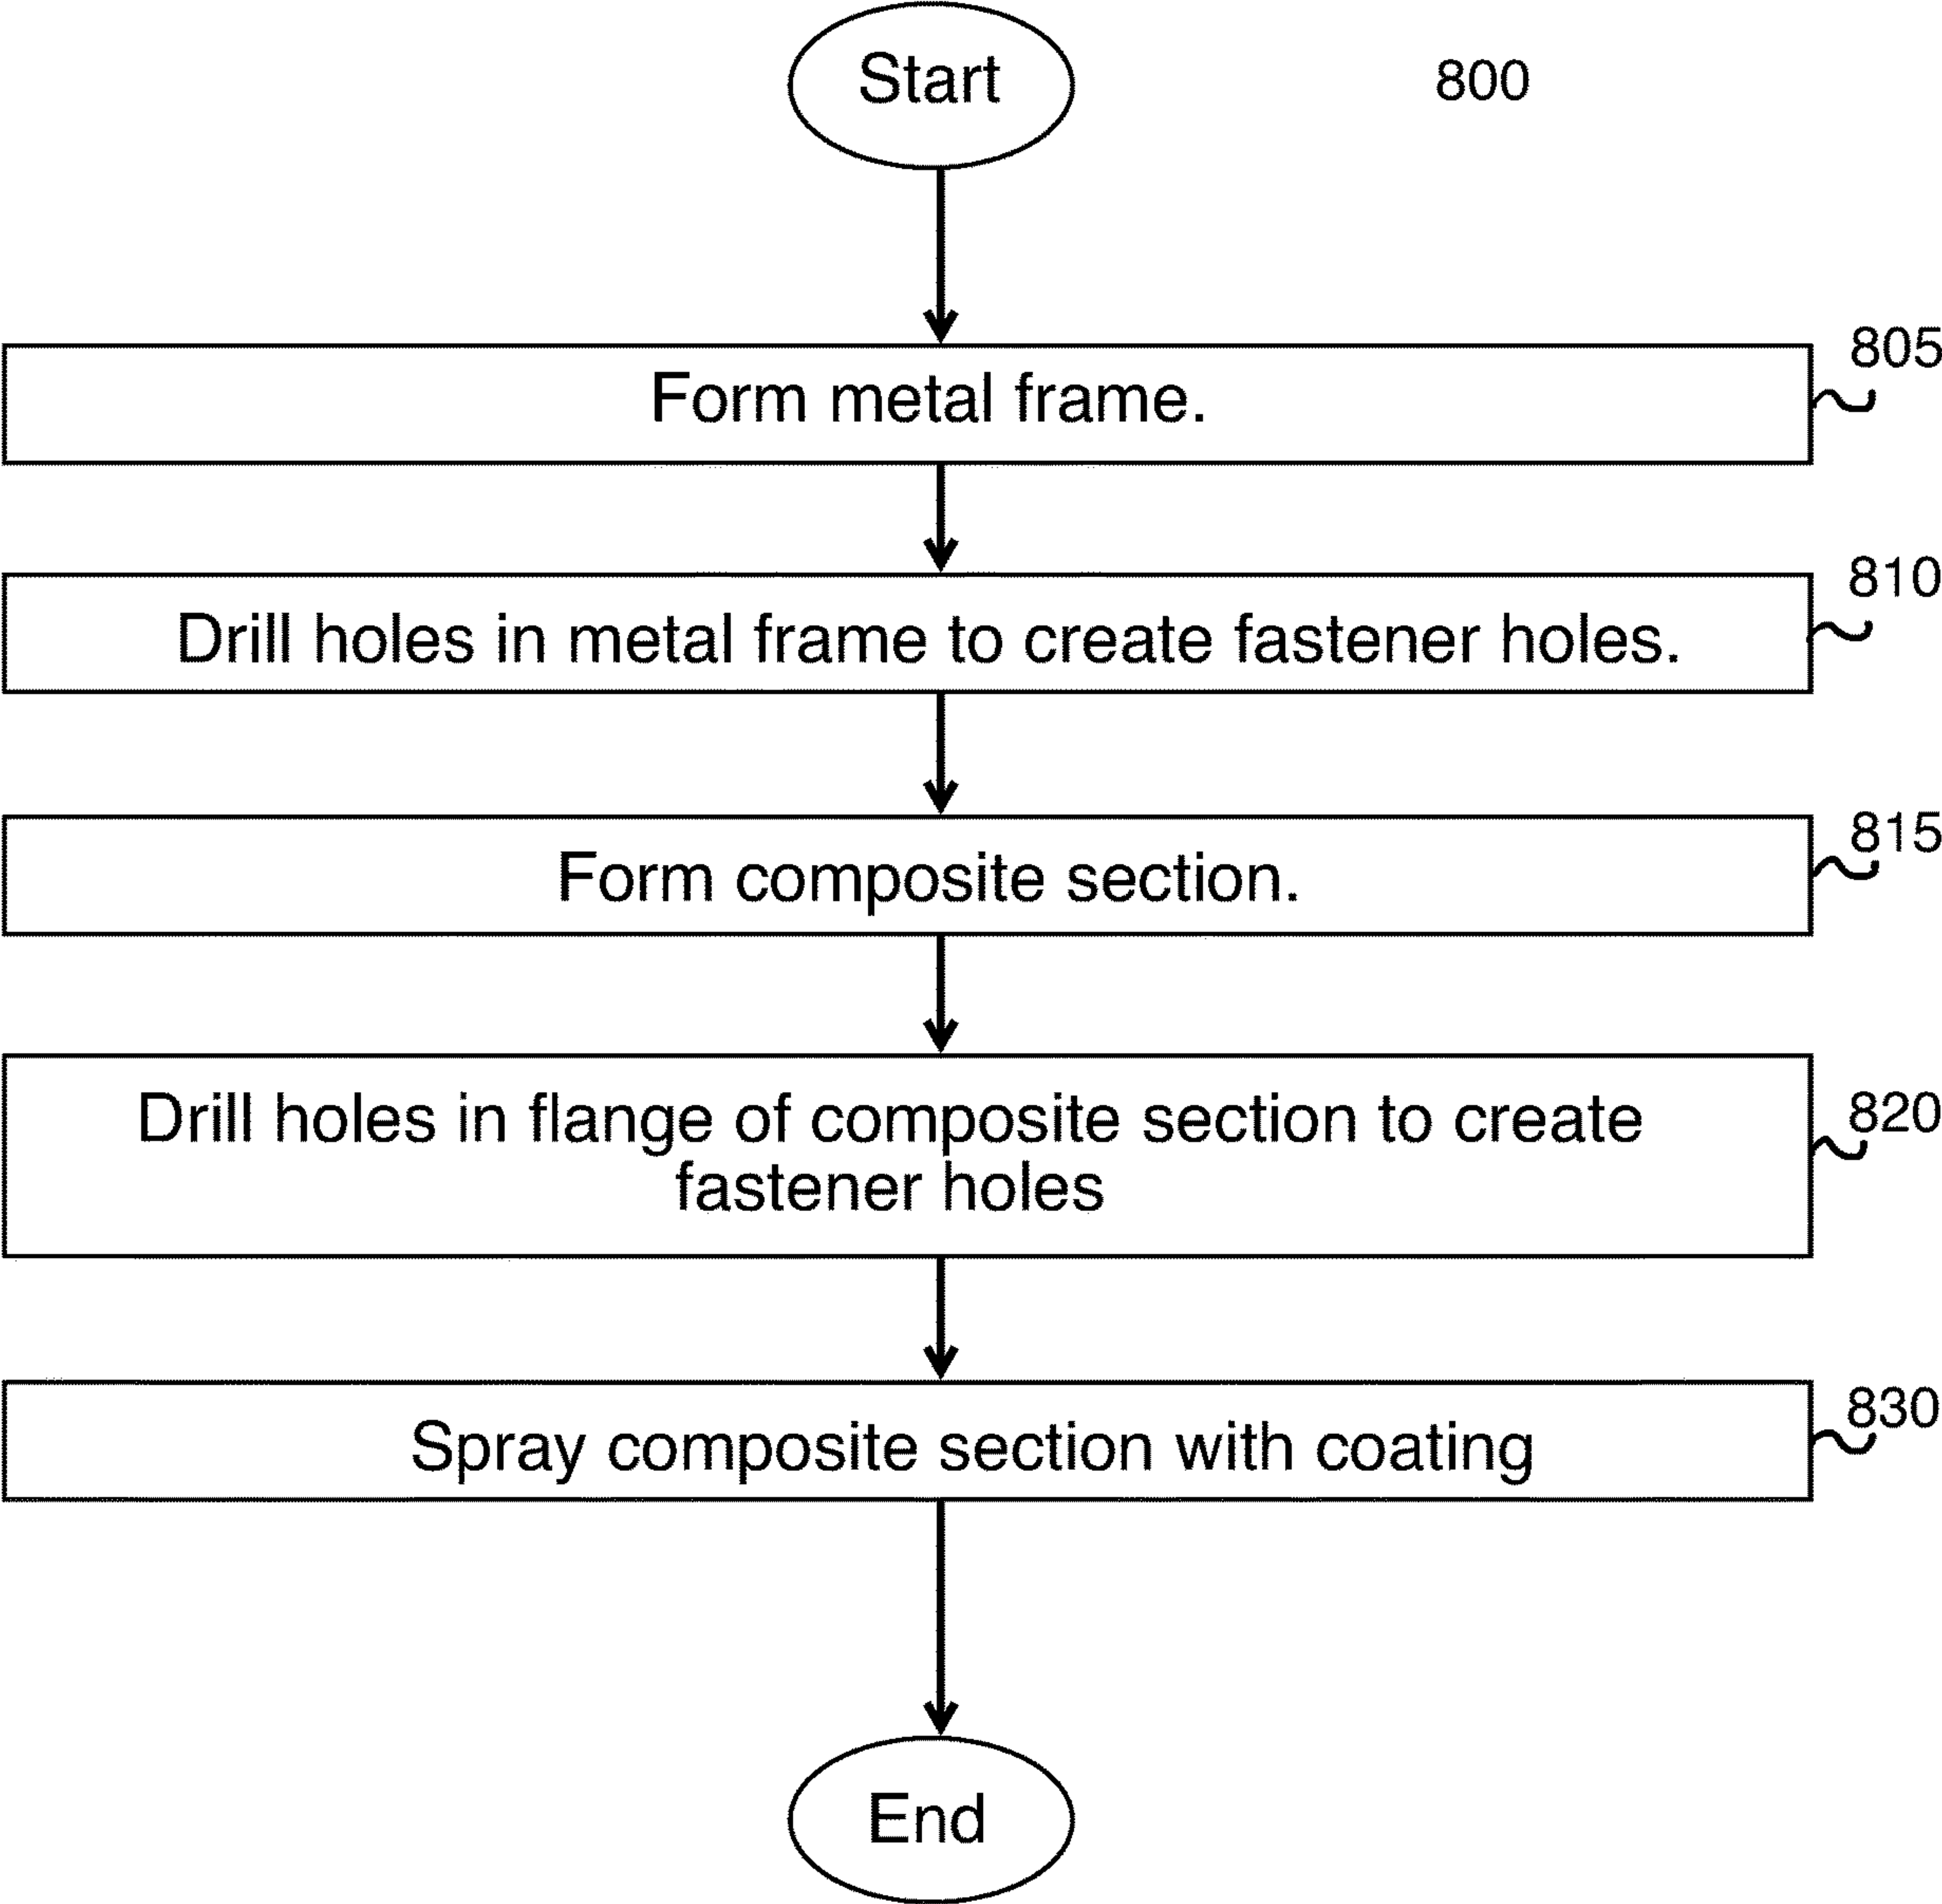 Start
800
805
Form metal frame.
810
Drill holes in metal frame to create fastener holes.
815
Form composite section.
820
Drill holes in flange of composite section to create
fastener holes
830
Spray composite section with coating
End